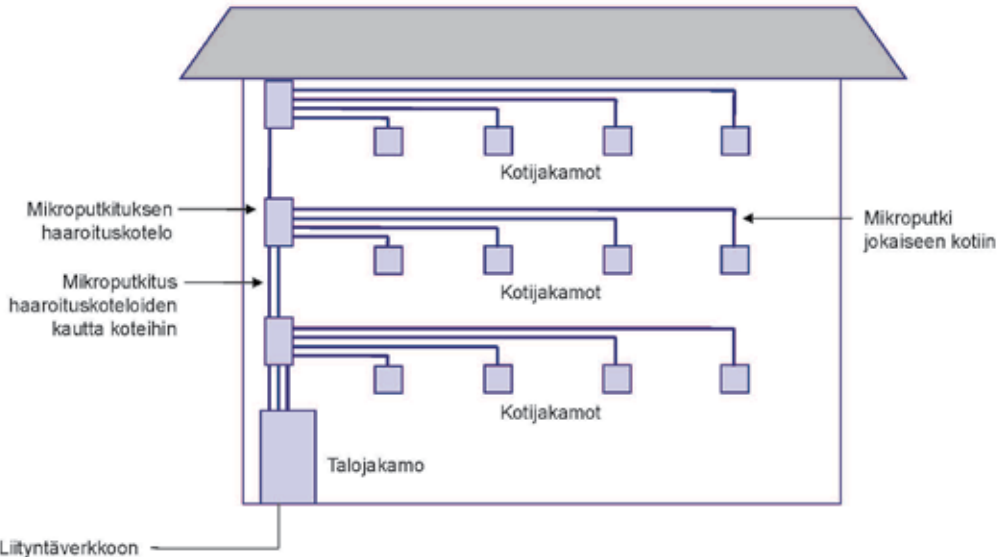 Kotijakamot
Mikroputkituksen
haaroituskotelo
Mikroputki
jokaiseen kotiin
Mikroputkitus
haaroituskoteloiden
kautta koteihin
Kotijakamot
Kotijakamot
Talojakamo
Liityntäverkkoon